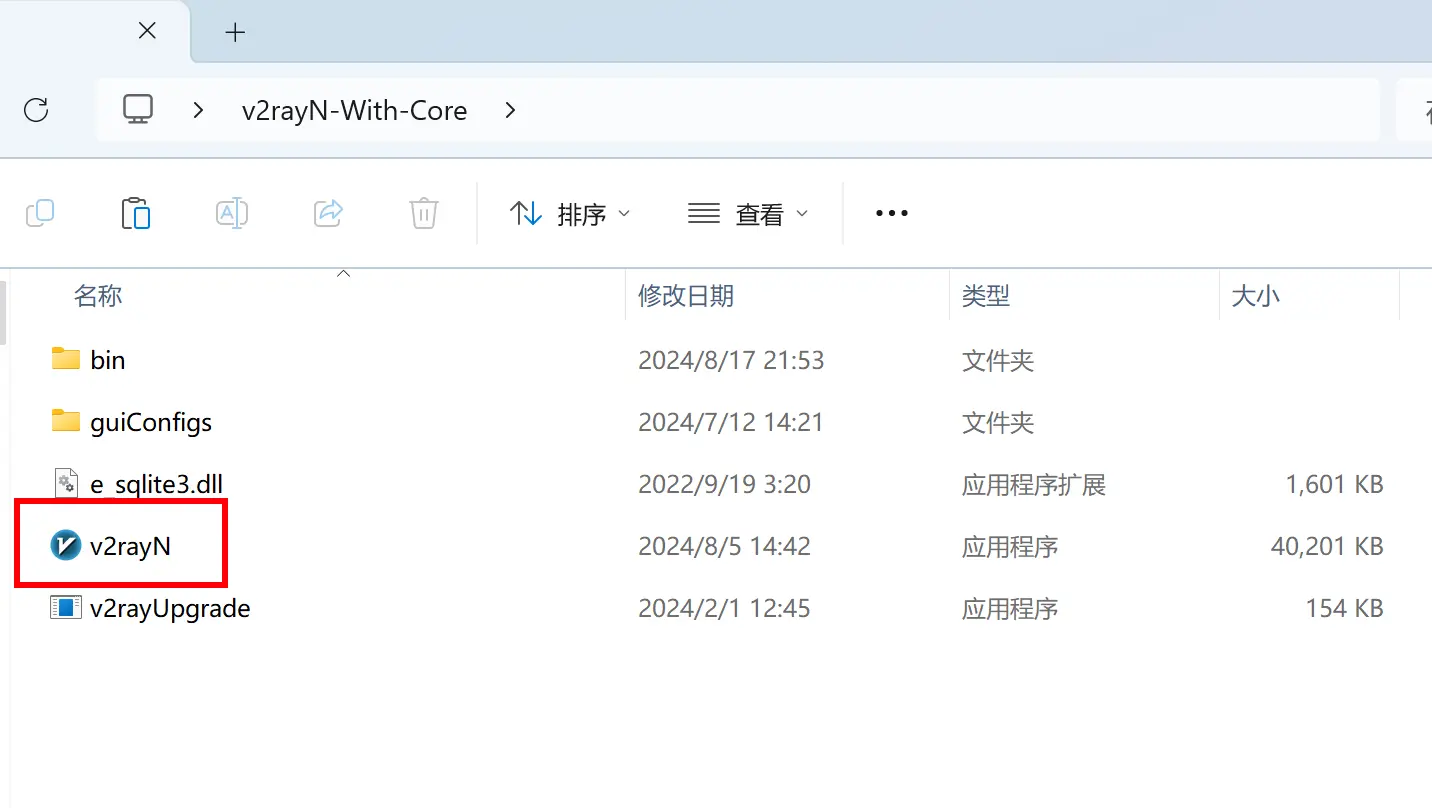 v2rayN-With-Core
排序 查看
名称 修改日期 类型 大小
bin 2024/8/17 21:53 文件夹
guiConfigs 2024/7/12 14:21 文件夹
e_sqlite3.dll 2022/9/19 3:20 应用程序扩展 1,601 KB
v2rayN 2024/8/5 14:42 应用程序 40,201 KB
v2rayUpgrade 2024/2/1 12:45 应用程序 154 KB